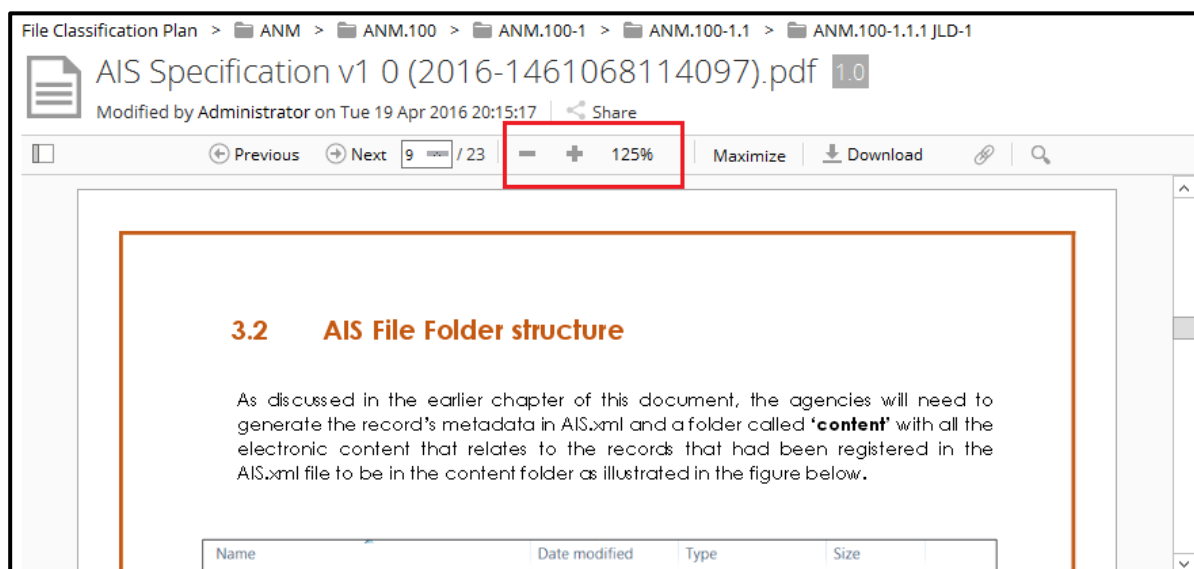 File Classification Plan > ANM > ANM.100 > ANM.100-1 > ANM.100-1.1 > ANM.100-1.1.1 JLD-1
AIS Specification v1 0 (2016-1461068114097).pdf 1.0
Modified by Administrator on Tue 19 Apr 2016 20:15:17 Share
Previous Next 9 / 23 125% Maximize Download
3.2 AIS File Folder structure
As discussed in the earlier chapter of this document, the agencies will need to
generate the record's metadata in AIS.xml and a folder called 'content' with all the
electronic content that relates to the records that had been registered in the
AIS.xml file to be in the content folder as illustrated in the figure below.
Name Date modified Type Size